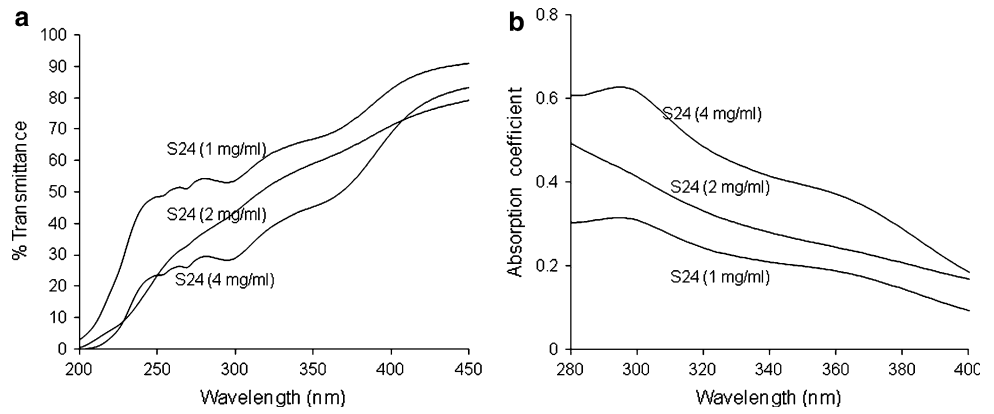 a
100
90
80
70
60
50
40
30
20
10
0
% Transmittance
S24 (1 mg/ml)
S24 (2 mg/ml)
S24 (4 mg/ml)
200 250 300 350 400 450
Wavelength (nm)
b
0.8
0.6
0.4
0.2
0
Absorption coefficient
S24 (4 mg/ml)
S24 (2 mg/ml)
S24 (1 mg/ml)
280 300 320 340 360 380 400
Wavelength (nm)